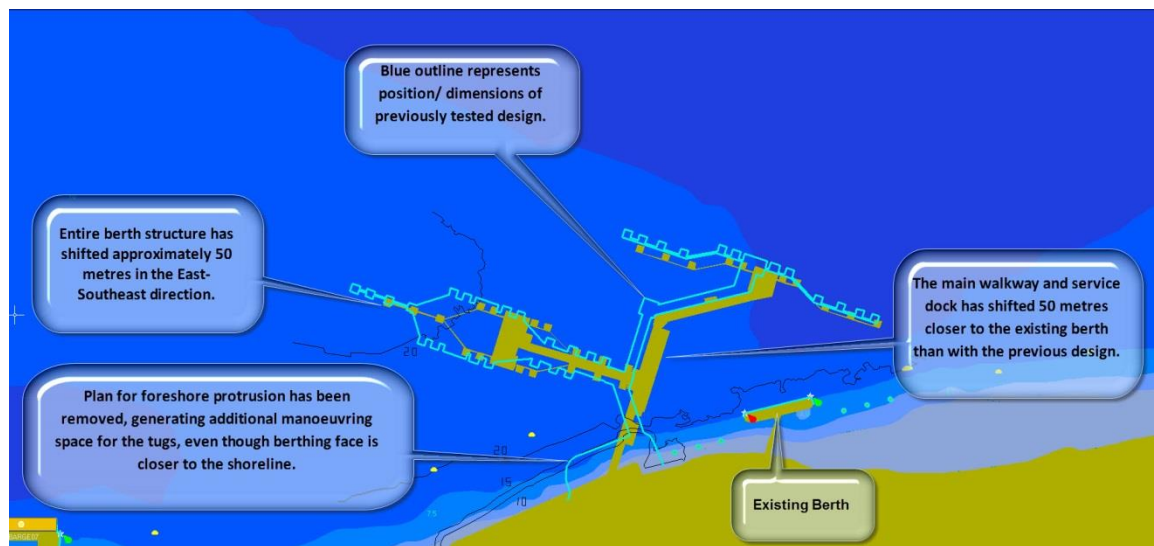 Blue outline represents
position/ dimensions of
previously tested design.
Entire berth structure has
shifted approximately 50
metres in the East-
Southeast direction.
The main walkway and service
dock has shifted 50 metres
closer to the existing berth
than with the previous design.
Plan for foreshore protrusion has been
removed, generating additional manoeuvring
space for the tugs, even though berthing face is
closer to the shoreline.
Existing Berth
20
20
15
10
75
BARGE07